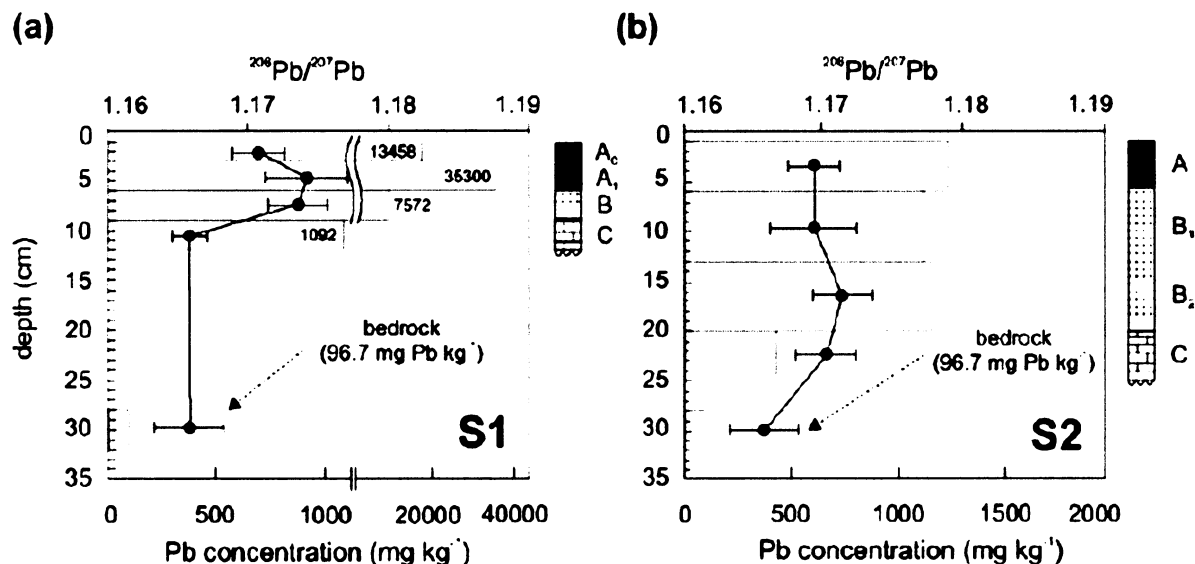 (a)
²⁰⁶Pb/²⁰⁷Pb
1.16 1.17 1.18 1.19
0
5
10
15
20
25
30
35
depth (cm)
13458
35300
7572
1092
bedrock
(96.7 mg Pb kg⁻¹)
S1
A₀
A₁
B
C
0 500 1000 20000 40000
Pb concentration (mg kg⁻¹)
(b)
²⁰⁶Pb/²⁰⁷Pb
1.16 1.17 1.18 1.19
0
5
10
15
20
25
30
35
bedrock
(96.7 mg Pb kg⁻¹)
S2
A
B₁
B₂
C
0 500 1000 1500 2000
Pb concentration (mg kg⁻¹)